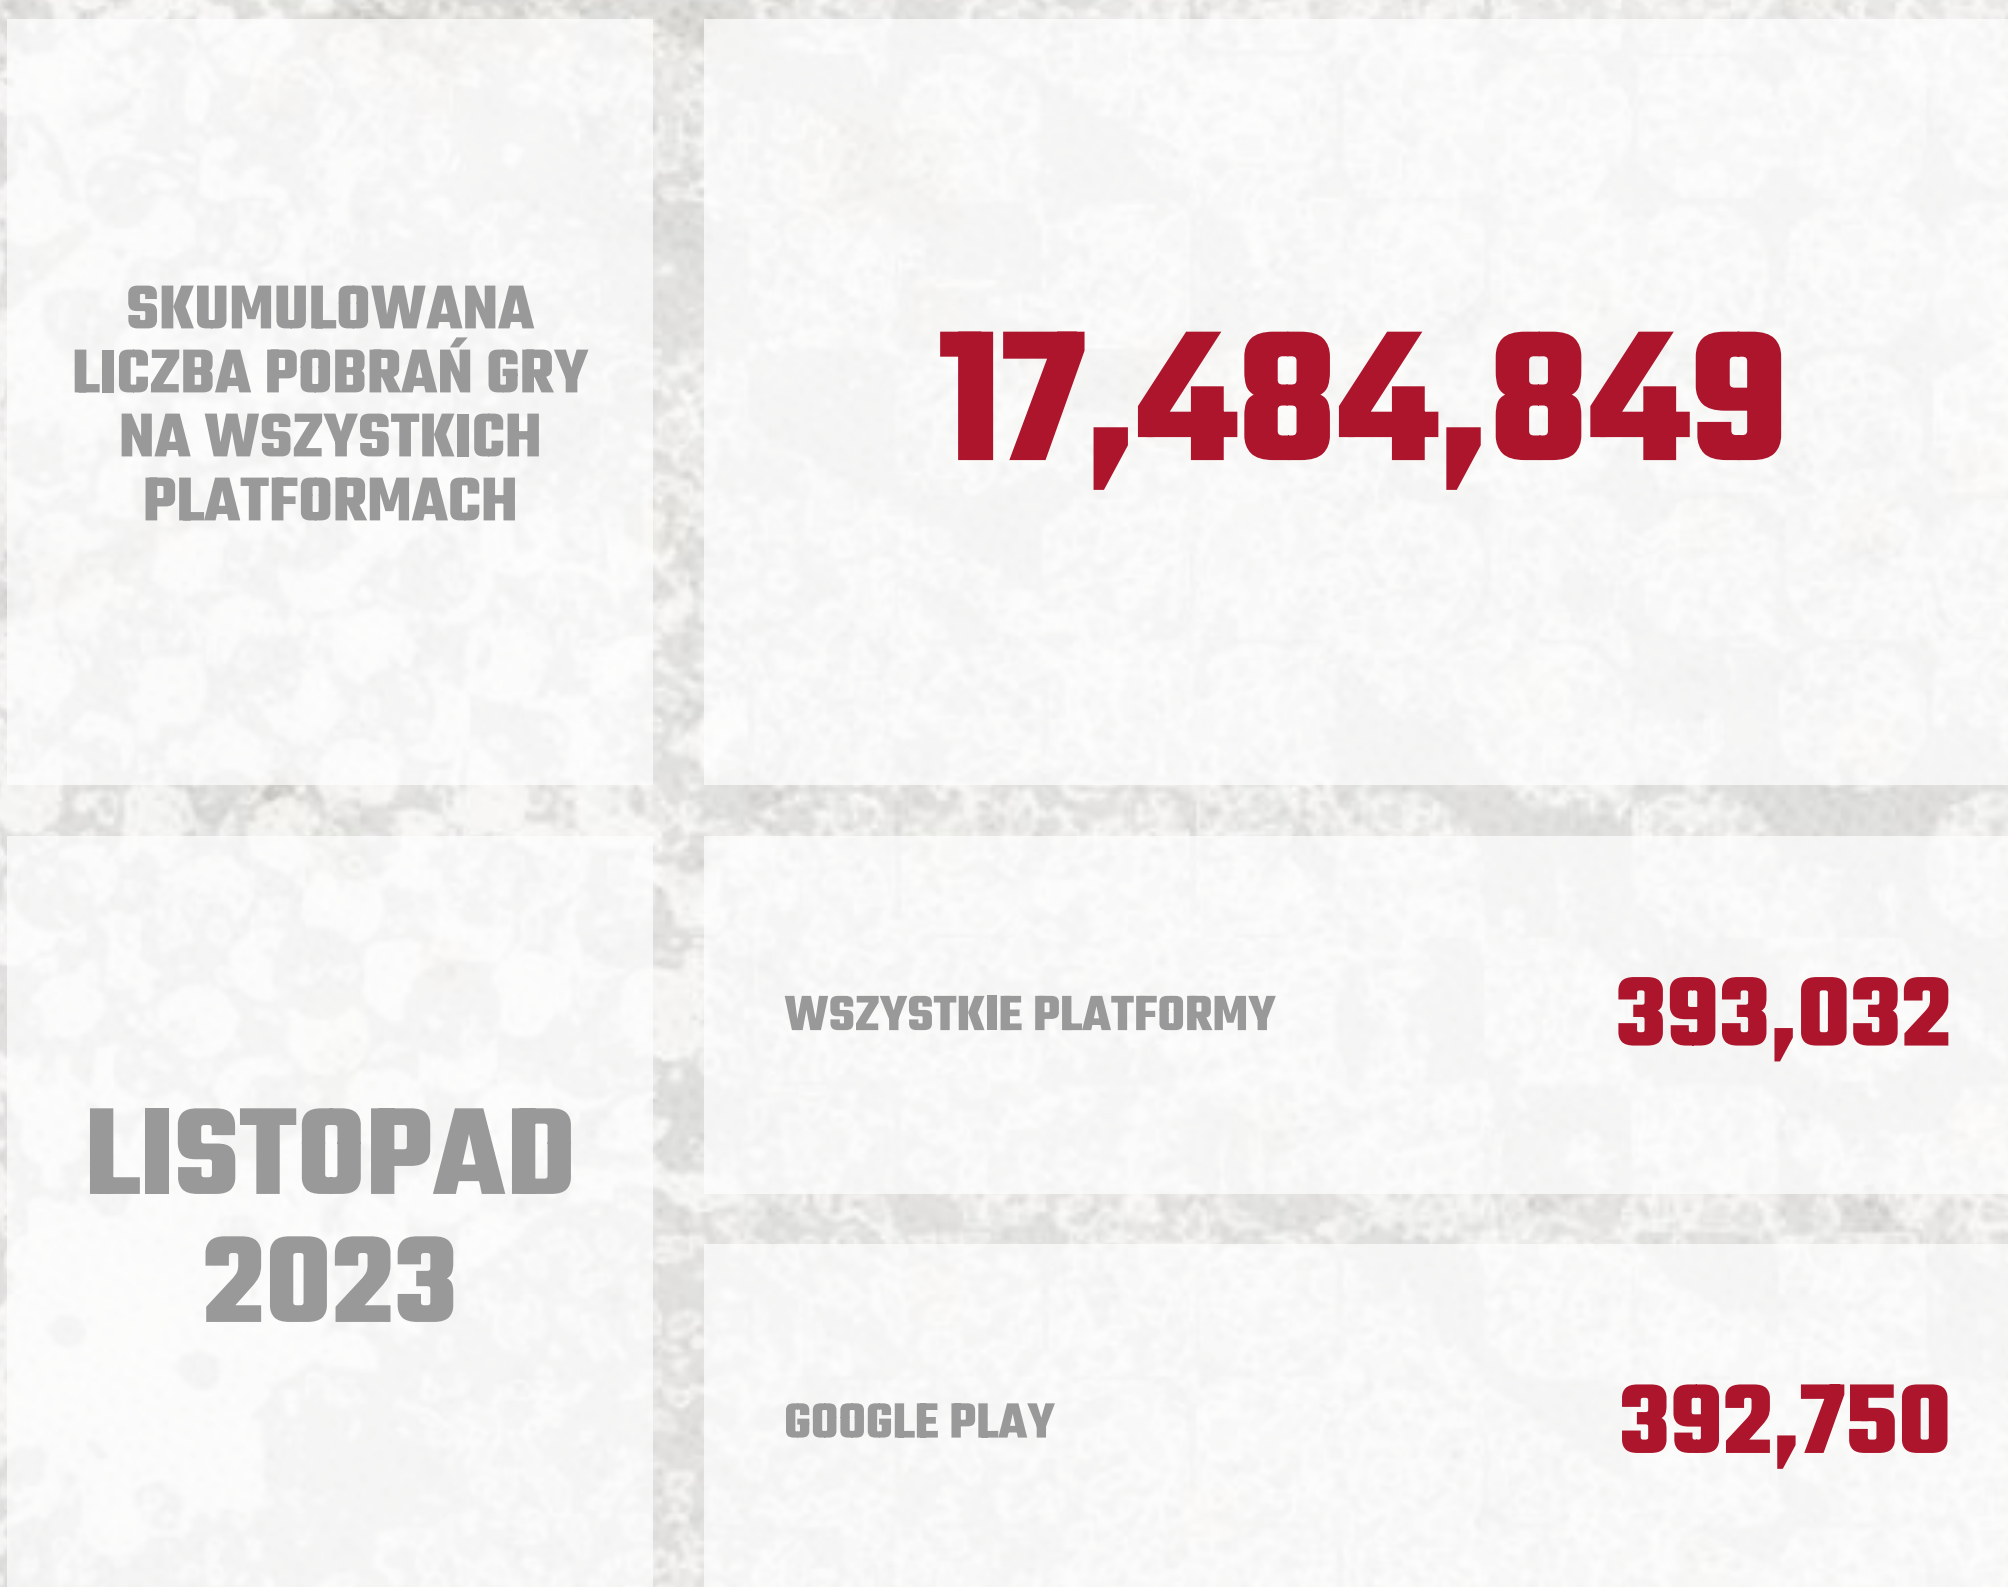 SKUMULOWANA
LICZBA POBRAŃ GRY
NA WSZYSTKICH
PLATFORMACH
17,484,849
LISTOPAD
2023
WSZYSTKIE PLATFORMY
393,032
GOOGLE PLAY
392,750